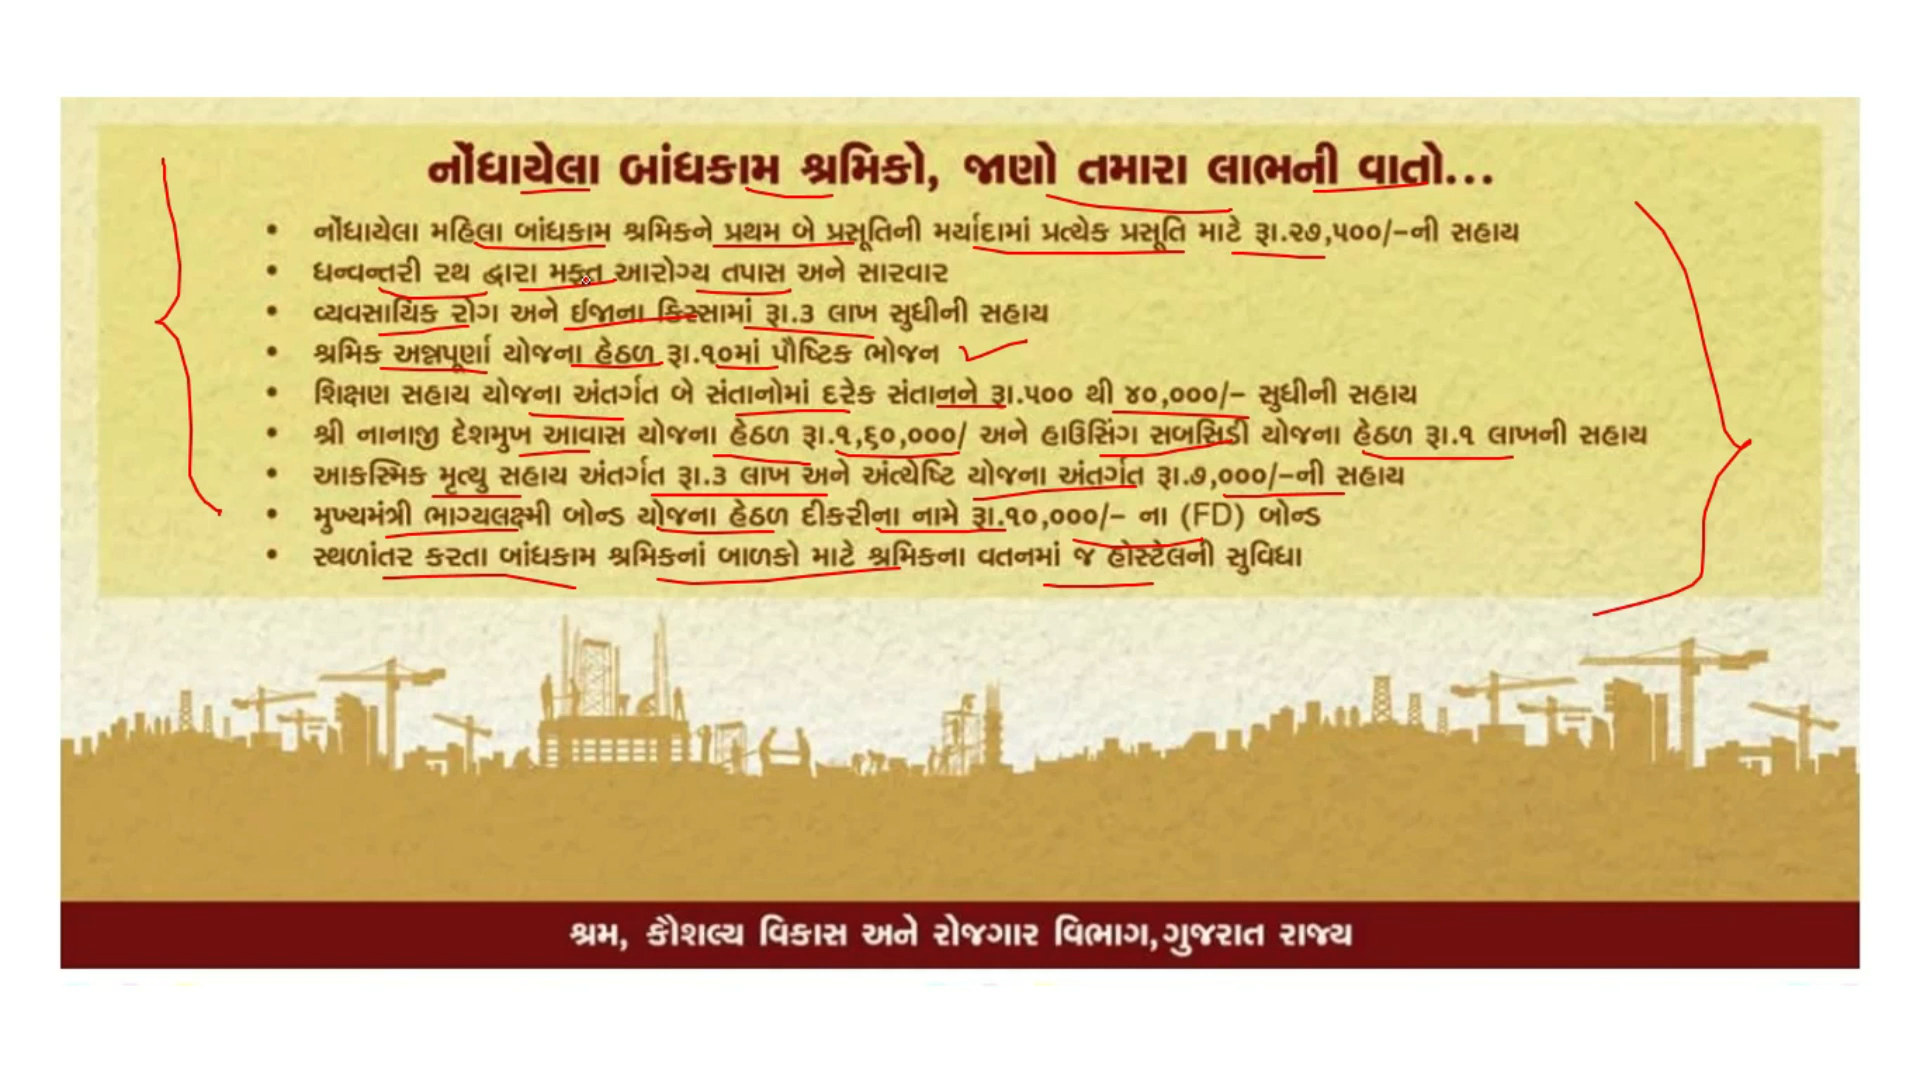 નોંધાયેલા બાંધકામ શ્રમિકો, જાણો તમારા લાભની વાતો...
• નોંધાયેલા મહિલા બાંધકામ શ્રમિકને પ્રથમ બે પ્રસૂતિની મર્યાદામાં પ્રત્યેક પ્રસૂતિ માટે રૂા.૨૭,૫૦૦/-ની સહાય
• ધન્વન્તરી રથ દ્વારા મફત આરોગ્ય તપાસ અને સારવાર
• વ્યવસાયિક રોગ અને ઈજાના કિસ્સામાં રૂા.૩ લાખ સુધીની સહાય
• શ્રમિક અન્નપૂર્ણા યોજના હેઠળ રૂા.૧૦માં પૌષ્ટિક ભોજન
• શિક્ષણ સહાય યોજના અંતર્ગત બે સંતાનોમાં દરેક સંતાનને રૂા.૫૦૦ થી ૪૦,૦૦૦/- સુધીની સહાય
• શ્રી નાનાજી દેશમુખ આવાસ યોજના હેઠળ રૂા.૧,૬૦,૦૦૦/ અને હાઉસિંગ સબસિડી યોજના હેઠળ રૂા.૧ લાખની સહાય
• આકસ્મિક મૃત્યુ સહાય અંતર્ગત રૂા.૩ લાખ અને અંત્યેષ્ટિ યોજના અંતર્ગત રૂા.૭,૦૦૦/-ની સહાય
• મુખ્યમંત્રી ભાગ્યલક્ષ્મી બોન્ડ યોજના હેઠળ દીકરીના નામે રૂા.૧૦,૦૦૦/- ના (FD) બોન્ડ
• સ્થળાંતર કરતા બાંધકામ શ્રમિકનાં બાળકો માટે શ્રમિકના વતનમાં જ હોસ્ટેલની સુવિધા
શ્રમ, કૌશલ્ય વિકાસ અને રોજગાર વિભાગ,ગુજરાત રાજ્ય